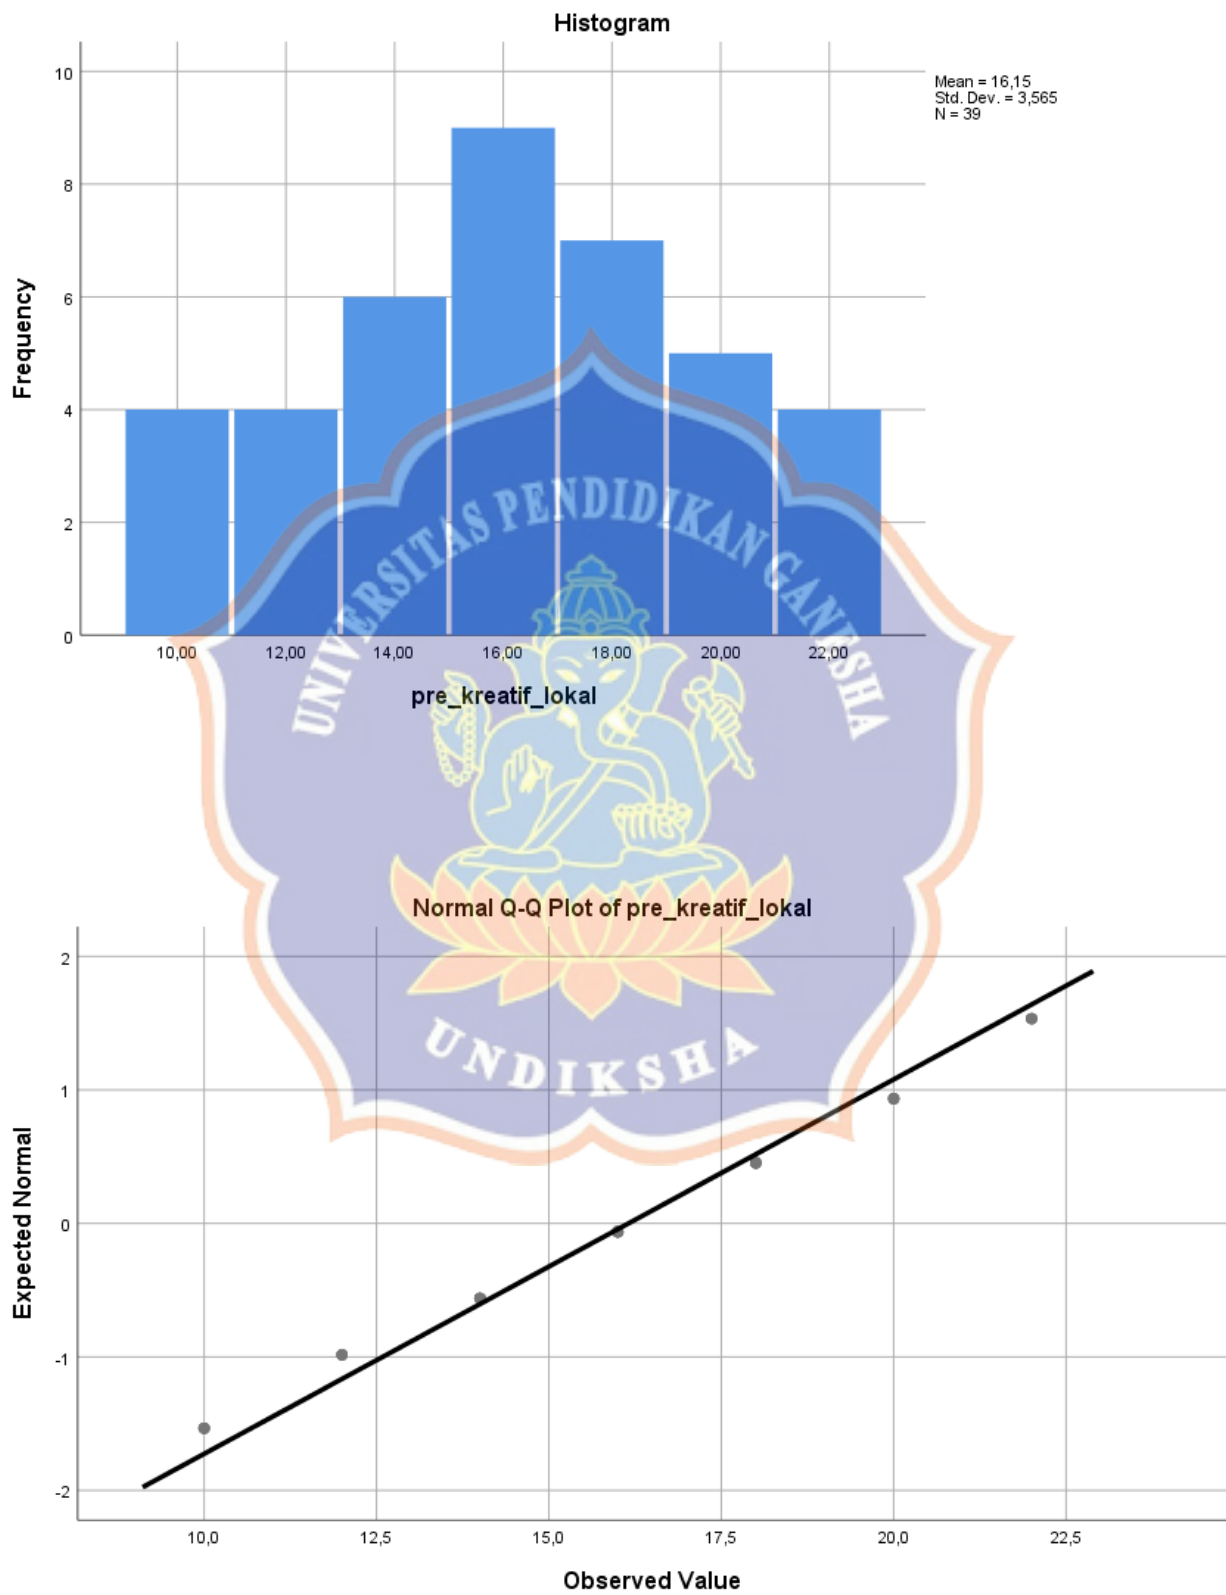 Histogram
10
8
6
4
2
0
Frequency
Mean = 16,15
Std. Dev. = 3,565
N = 39
10,00 12,00 14,00 16,00 18,00 20,00 22,00
pre_kreatif_lokal
UNIVERSITAS PENDIDIKAN GANESHA
UNDIKSHA
Normal Q-Q Plot of pre_kreatif_lokal
2
1
0
-1
-2
Expected Normal
10,0 12,5 15,0 17,5 20,0 22,5
Observed Value